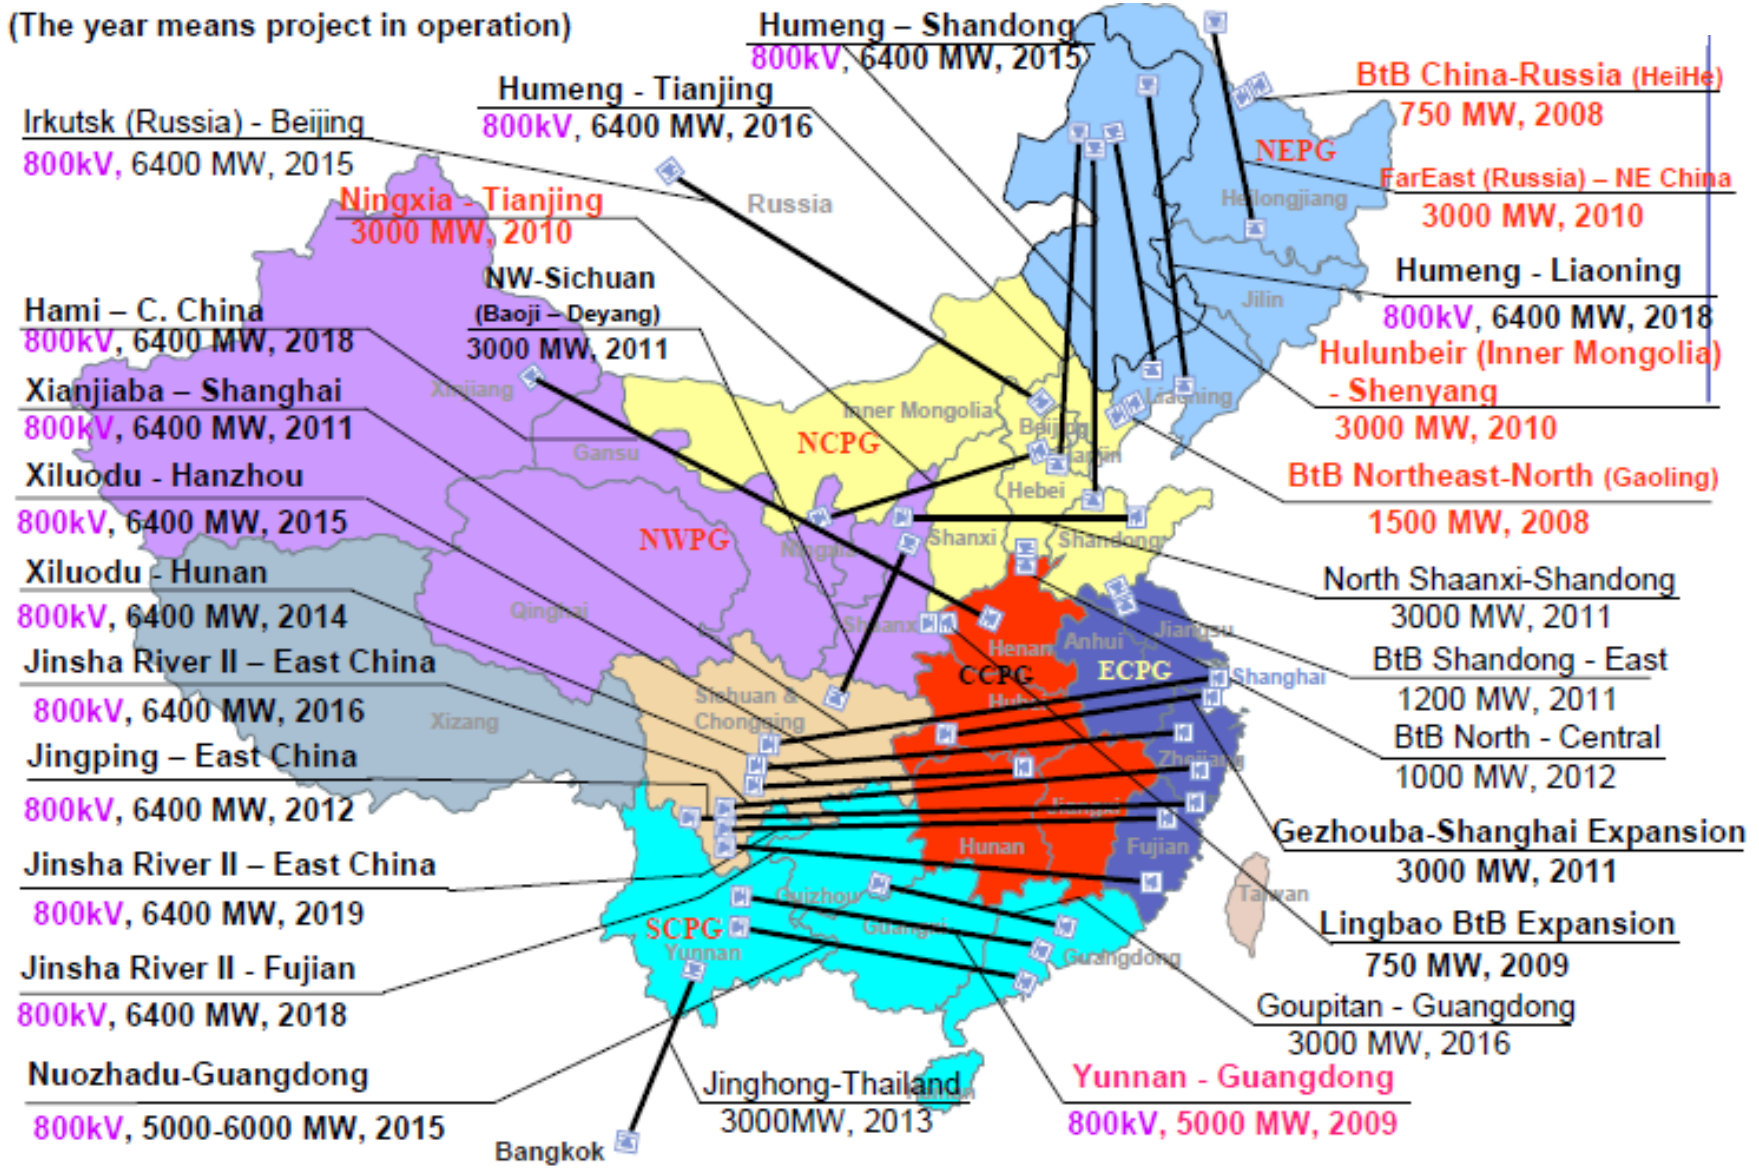 (The year means project in operation)
Humeng – Shandong
800kV, 6400 MW, 2015
Humeng - Tianjing
800kV, 6400 MW, 2016
Irkutsk (Russia) - Beijing
800kV, 6400 MW, 2015
Ningxia - Tianjing
3000 MW, 2010
NW-Sichuan
(Baoji – Deyang)
3000 MW, 2011
Hami – C. China
800kV, 6400 MW, 2018
Xianjiaba – Shanghai
800kV, 6400 MW, 2011
Xiluodu - Hanzhou
800kV, 6400 MW, 2015
Xiluodu - Hunan
800kV, 6400 MW, 2014
Jinsha River II – East China
800kV, 6400 MW, 2016
Jingping – East China
800kV, 6400 MW, 2012
Jinsha River II – East China
800kV, 6400 MW, 2019
Jinsha River II - Fujian
800kV, 6400 MW, 2018
Nuozhadu-Guangdong
800kV, 5000-6000 MW, 2015
Bangkok
Jinghong-Thailand
3000MW, 2013
Yunnan - Guangdong
800kV, 5000 MW, 2009
Goupitan - Guangdong
3000 MW, 2016
Lingbao BtB Expansion
750 MW, 2009
Gezhouba-Shanghai Expansion
3000 MW, 2011
BtB North - Central
1000 MW, 2012
BtB Shandong - East
1200 MW, 2011
North Shaanxi-Shandong
3000 MW, 2011
BtB Northeast-North (Gaoling)
1500 MW, 2008
Hulunbeir (Inner Mongolia)
- Shenyang
3000 MW, 2010
Humeng - Liaoning
800kV, 6400 MW, 2018
FarEast (Russia) – NE China
3000 MW, 2010
BtB China-Russia (HeiHe)
750 MW, 2008
NEPG
Heilongjiang
Jilin
Liaoning
Russia
Xinjiang
Gansu
Inner Mongolia
NCPG
Beijing
Tianjin
Hebei
Shanxi
Shandong
NWPG
Ningxia
Qinghai
Shaanxi
Henan
Anhui
Jiangsu
CCPG
ECPG
Shanghai
Hubei
Sichuan &
Chongqing
Xizang
Zhejiang
Jiangxi
Hunan
Fujian
Taiwan
Guizhou
SCPG
Yunnan
Guangxi
Guangdong
Hainan